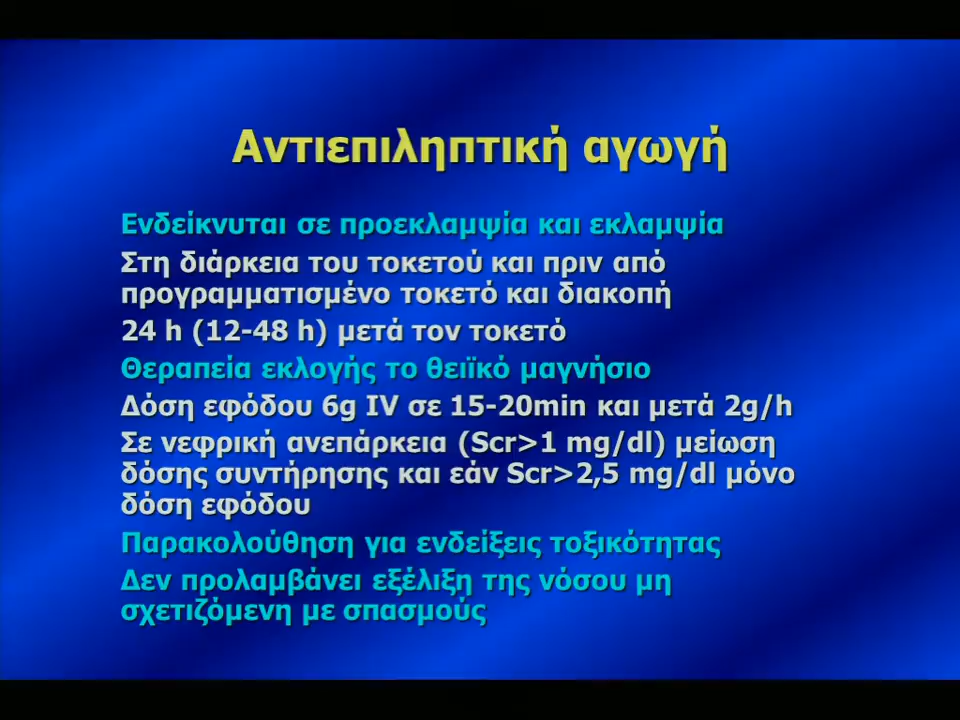 Αντιεπιληπτική αγωγή
Ενδείκνυται σε προεκλαμψία και εκλαμψία
Στη διάρκεια του τοκετού και πριν από
προγραμματισμένο τοκετό και διακοπή
24 h (12-48 h) μετά τον τοκετό
Θεραπεία εκλογής το θειϊκό μαγνήσιο
Δόση εφόδου 6g IV σε 15-20min και μετά 2g/h
Σε νεφρική ανεπάρκεια (Scr>1 mg/dl) μείωση
δόσης συντήρησης και εάν Scr>2,5 mg/dl μόνο
δόση εφόδου
Παρακολούθηση για ενδείξεις τοξικότητας
Δεν προλαμβάνει εξέλιξη της νόσου μη
σχετιζόμενη με σπασμούς